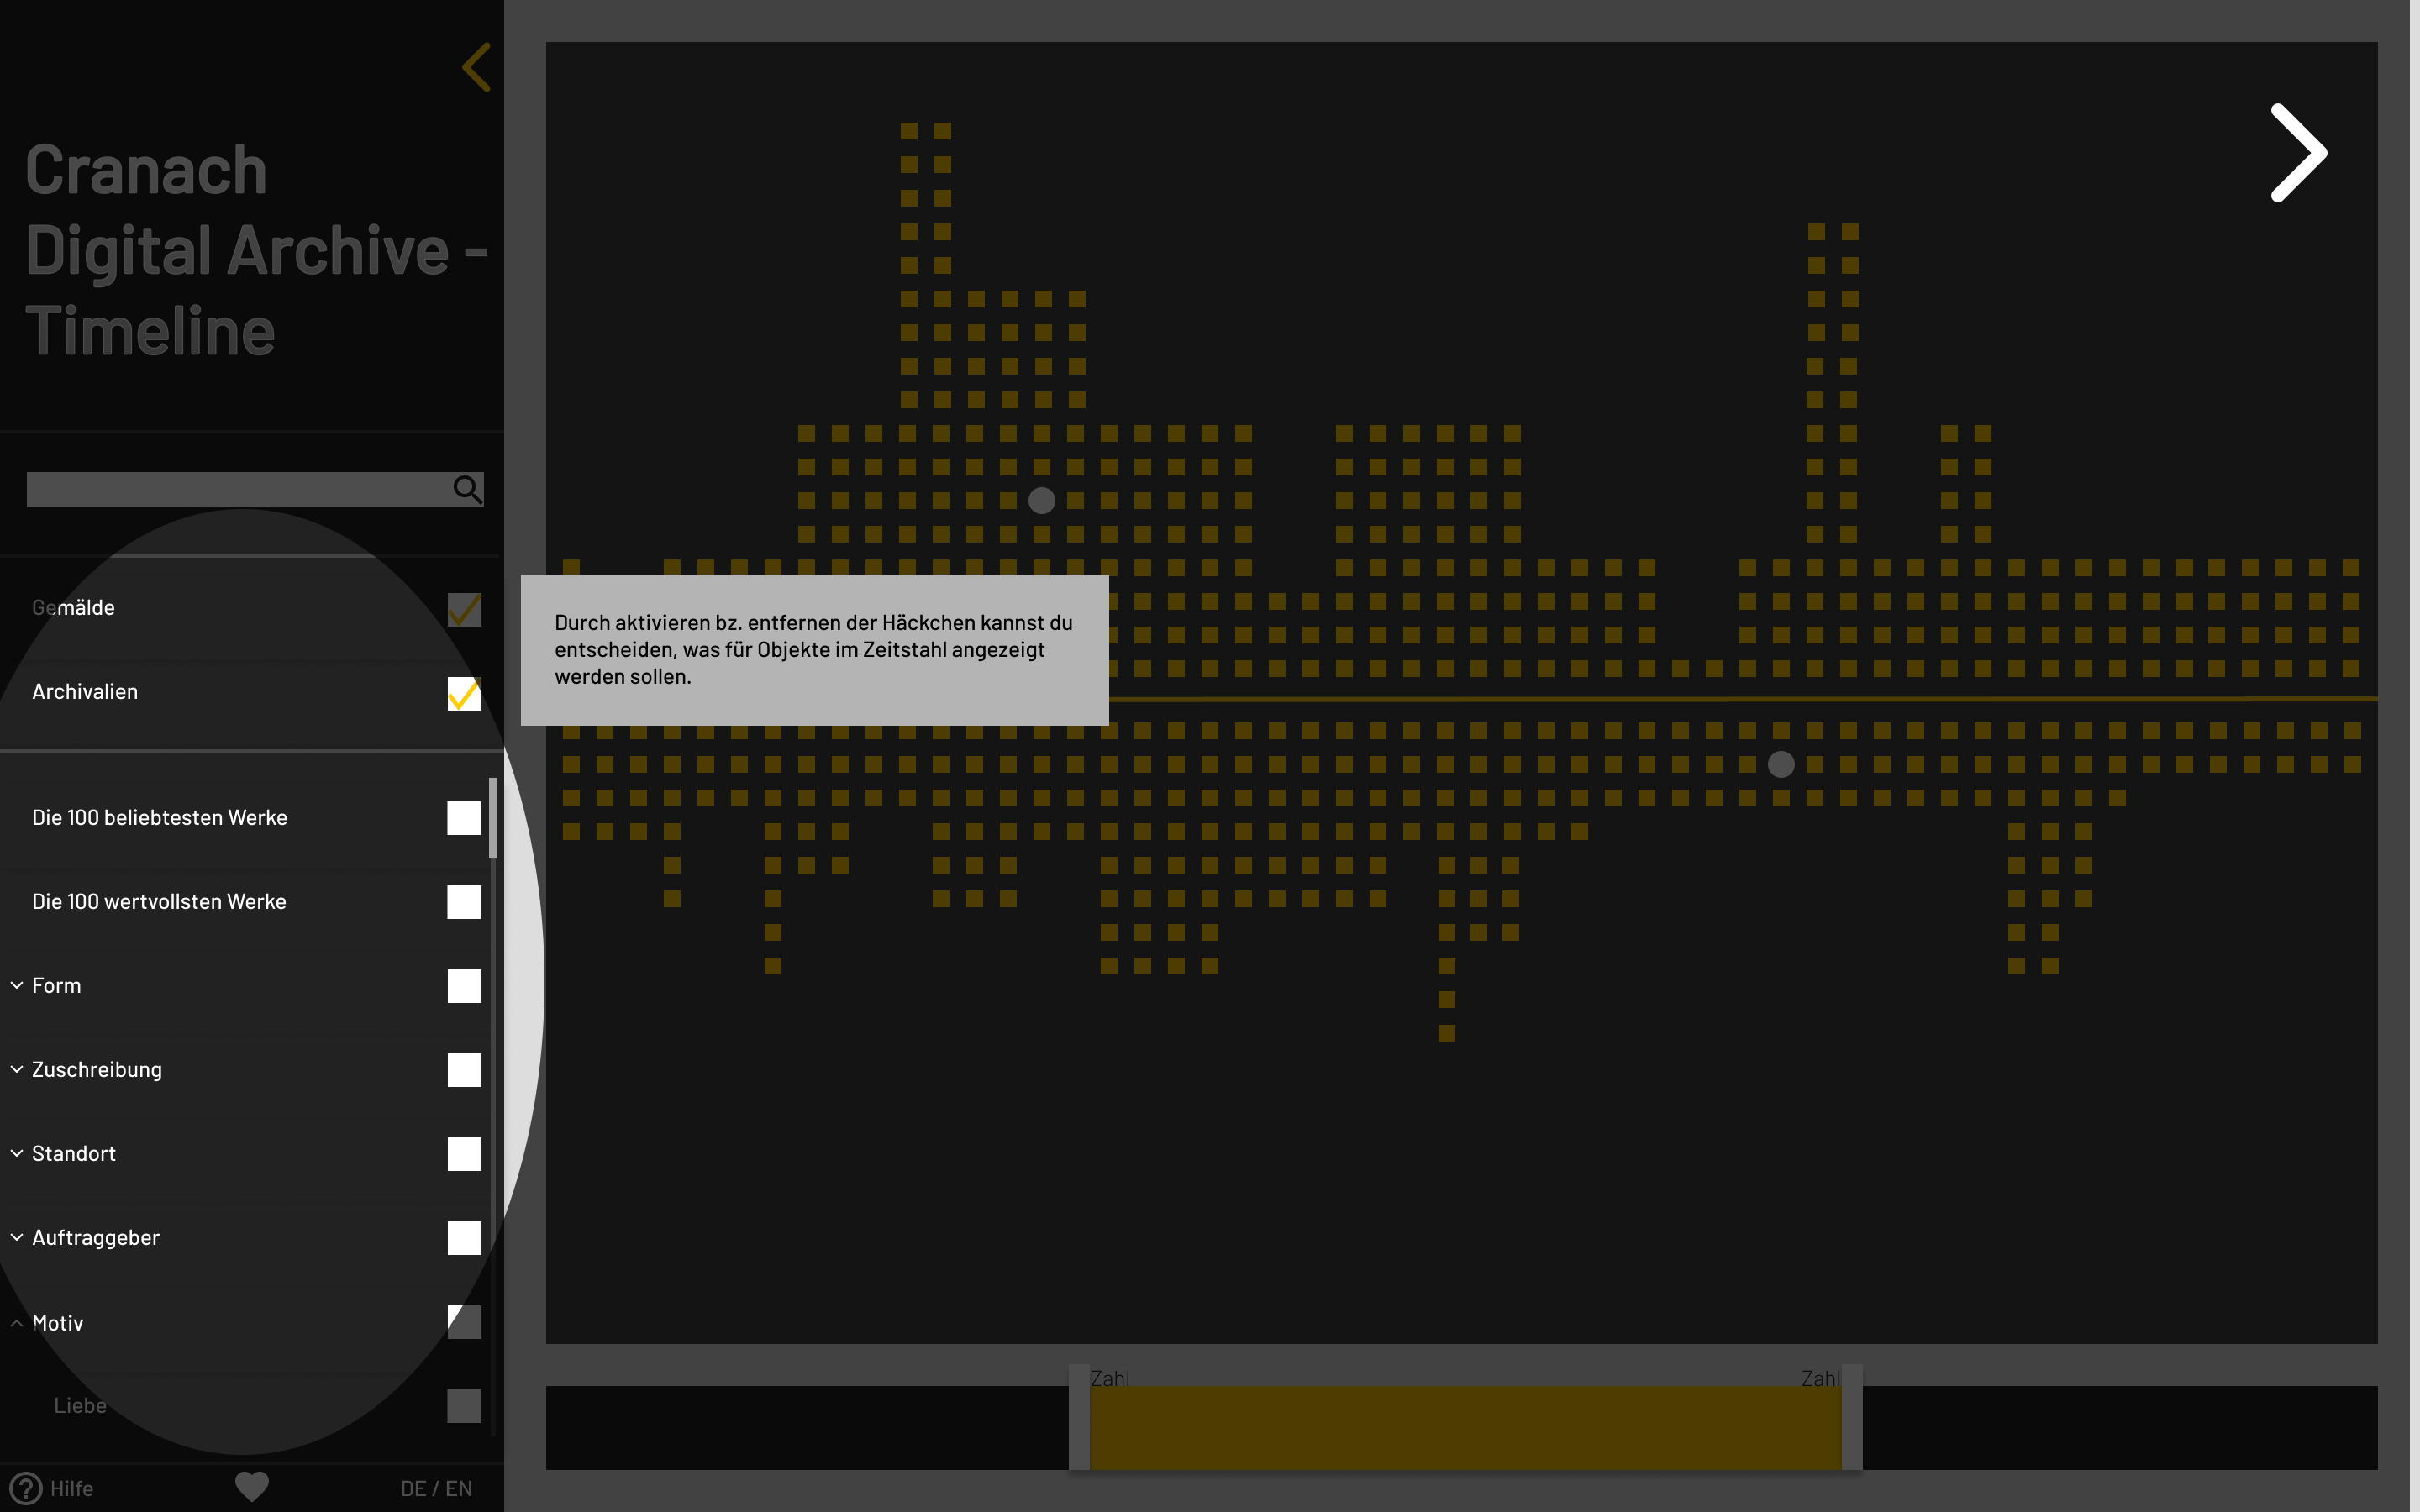 Cranach
Digital Archive -
Timeline
Gemälde
Archivalien
Durch aktivieren bz. entfernen der Häckchen kannst du
entscheiden, was für Objekte im Zeitstahl angezeigt
werden sollen.
Die 100 beliebtesten Werke
Die 100 wertvollsten Werke
Form
Zuschreibung
Standort
Auftraggeber
Motiv
Liebe
Zahl
Zahl
Hilfe
DE / EN